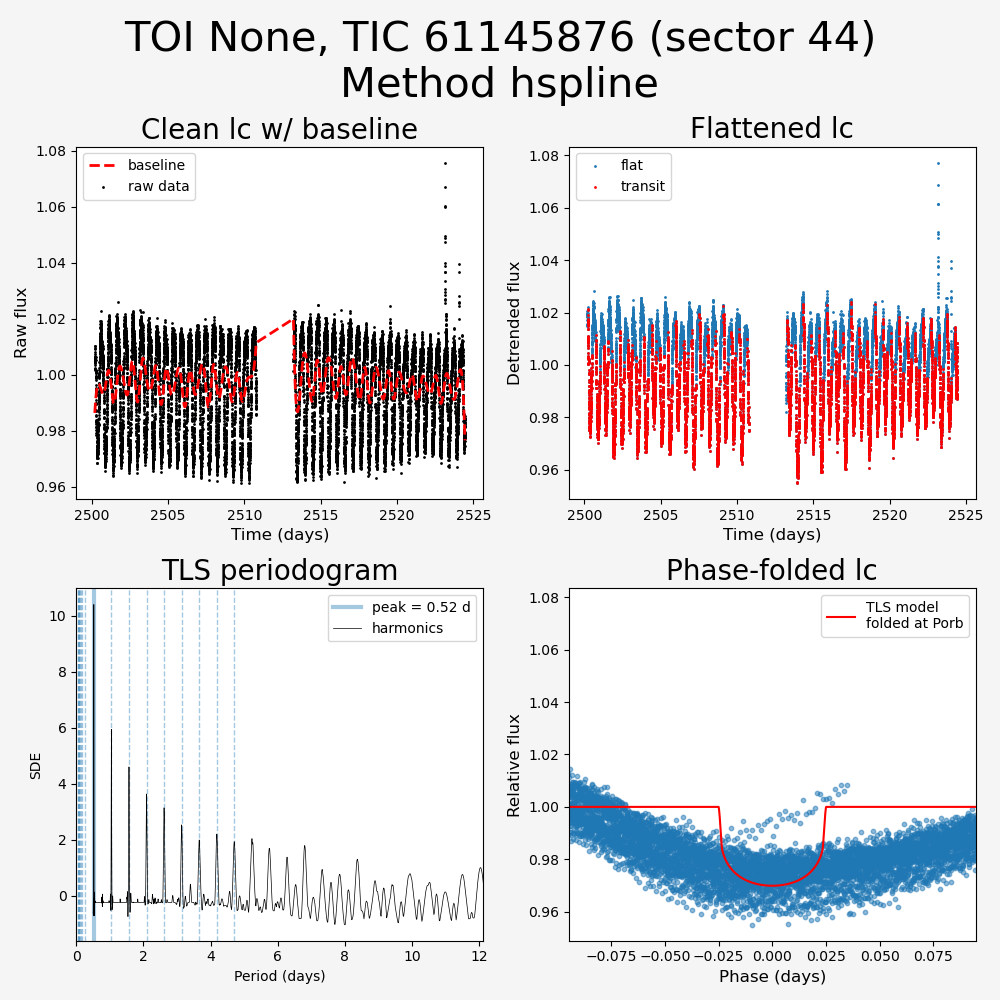 TOI None, TIC 61145876 (sector 44)
Method hspline
Clean lc w/ baseline
Flattened lc
1.08
1.06
1.04
1.02
1.00
0.98
0.96
Raw flux
baseline
raw data
2500
2505
2510
2515
2520
2525
Time (days)
1.08
1.06
1.04
1.02
1.00
0.98
0.96
Detrended flux
flat
transit
2500
2505
2510
2515
2520
2525
Time (days)
TLS periodogram
Phase-folded lc
10
8
6
4
2
0
SDE
peak = 0.52 d
harmonics
0
2
4
6
8
10
12
Period (days)
1.08
1.06
1.04
1.02
1.00
0.98
0.96
Relative flux
TLS model
folded at Porb
−0.075
−0.050
−0.025
0.000
0.025
0.050
0.075
Phase (days)